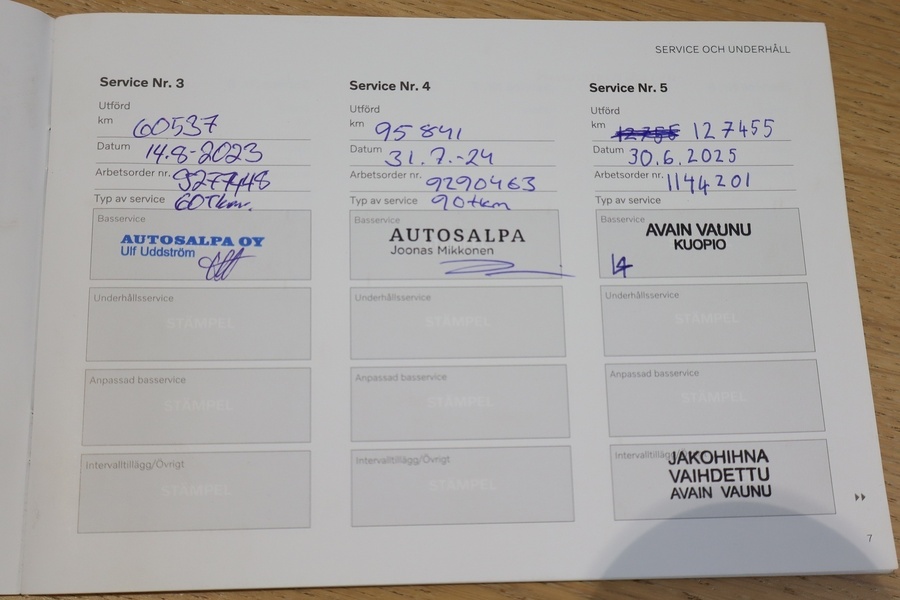 SERVICE OCH UNDERHÅLL
Service Nr. 3
Utförd
km 60537
Datum 14.8-2023
Arbetsorder nr.
Typ av service 60Tkm.
Basservice
AUTOSALPA OY
Ulf Uddström
Underhållsservice
STÄMPEL
Anpassad basservice
STÄMPEL
Intervalltillägg/Övrigt
STÄMPEL
Service Nr. 4
Utförd
km 95841
Datum 31.7.-24
Arbetsorder nr. 9290463
Typ av service 90tkm
Basservice
AUTOSALPA
Joonas Mikkonen
Underhållsservice
STÄMPEL
Anpassad basservice
STÄMPEL
Intervalltillägg/Övrigt
STÄMPEL
Service Nr. 5
Utförd
km 127455
Datum 30.6.2025
Arbetsorder nr. 1144201
Typ av service
Basservice
AVAIN VAUNU
KUOPIO
Underhållsservice
STÄMPEL
Anpassad basservice
STÄMPEL
Intervalltillägg/Övrigt
JAKOHIHNA
VAIHDETTU
AVAIN VAUNU
7